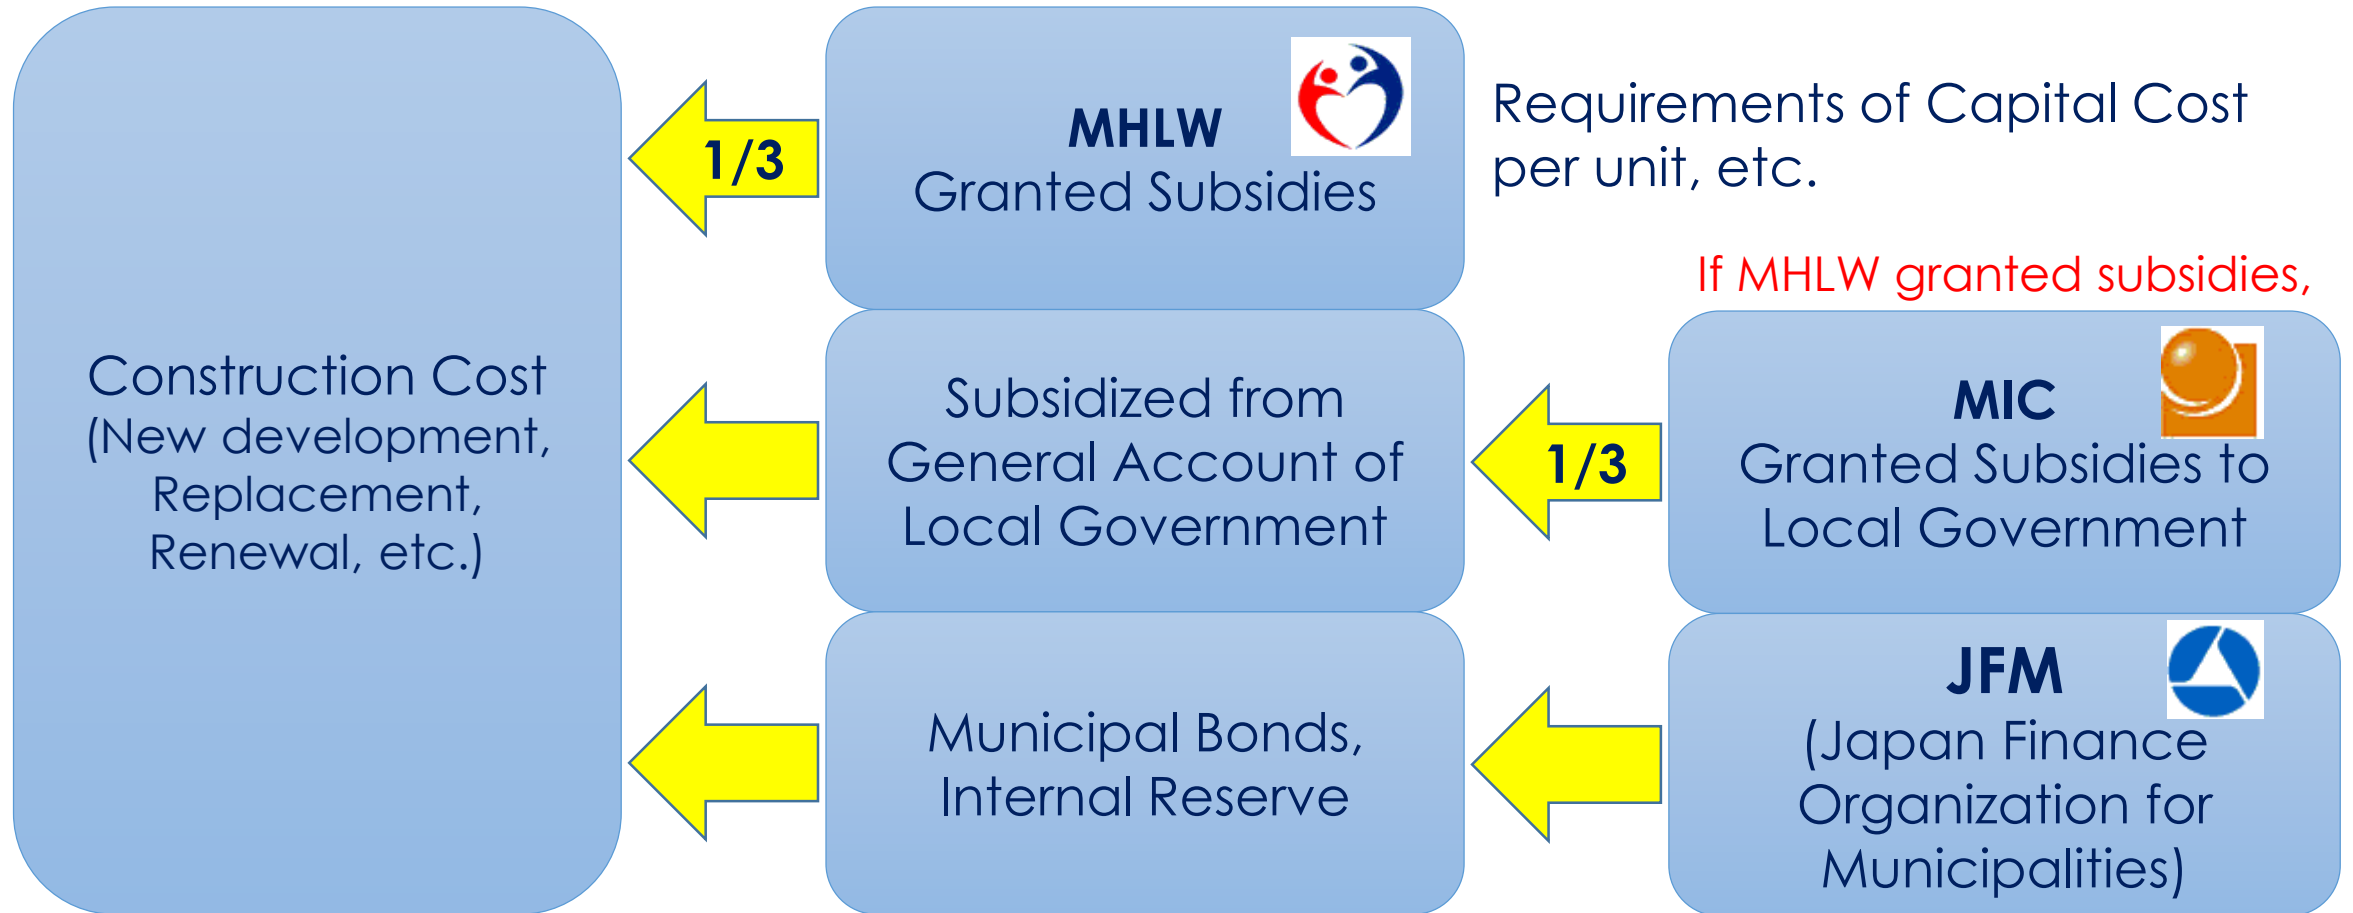 Construction Cost
(New development,
Replacement,
Renewal, etc.)
1/3
MHLW
Granted Subsidies
Requirements of Capital Cost
per unit, etc.
Subsidized from
General Account of
Local Government
1/3
If MHLW granted subsidies,
MIC
Granted Subsidies to
Local Government
Municipal Bonds,
Internal Reserve
JFM
(Japan Finance
Organization for
Municipalities)